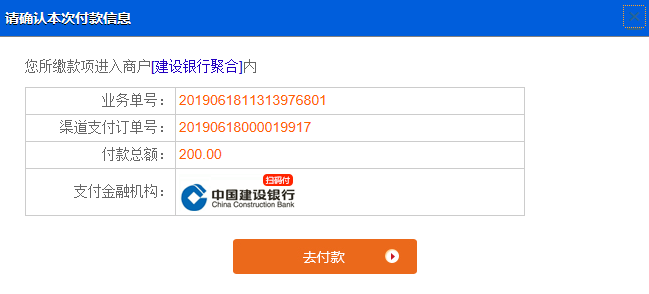 请确认本次付款信息
您所缴款项进入商户[建设银行聚合]内
业务单号： 2019061811313976801
渠道支付订单号： 20190618000019917
付款总额： 200.00
扫码付
支付金融机构： 中国建设银行
China Construction Bank
去付款